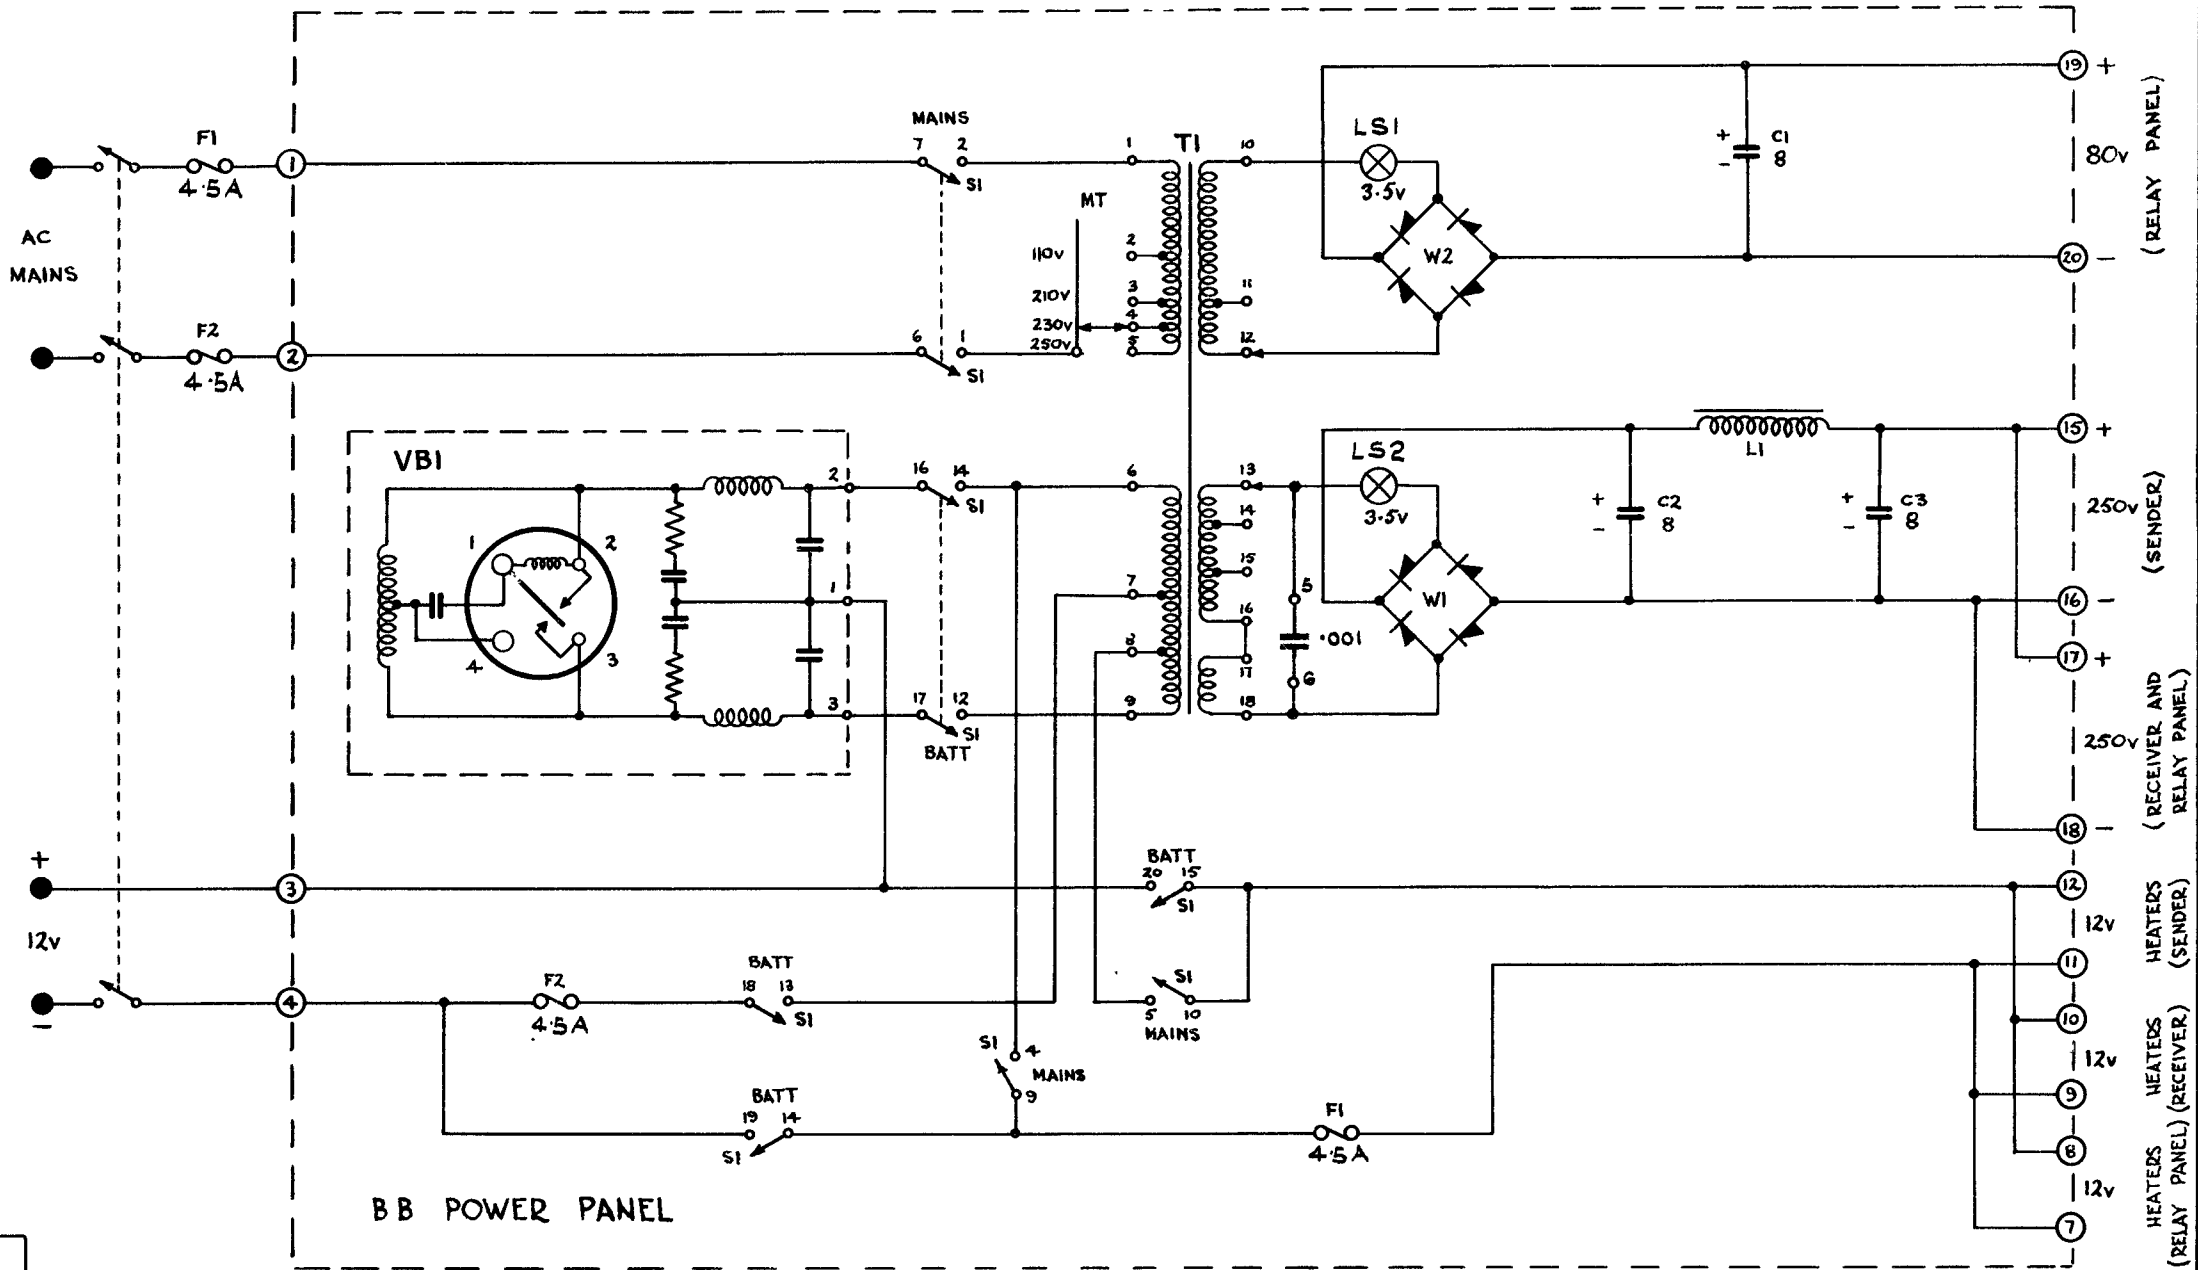 AC
MAINS
F1
4.5A
1
F2
4.5A
2
MAINS
7 2
S1
6 1
S1
MT
110v
210v
230v
250v
T1
1
2
3
4
5
10
11
12
LS1
3.5v
W2
+
-
C1
8
19 +
80v
20 -
(RELAY PANEL)
VB1
1
2
3
4
2
1
3
16 14
S1
17 12
S1
BATT
6
7
8
9
13
14
15
16
17
18
5
.001
6
LS2
3.5v
W1
+
-
C2
8
L1
+
-
C3
8
15 +
250v
16 -
(SENDER)
17 +
250v
18 -
(RECEIVER AND
RELAY PANEL)
+
12v
-
3
4
F2
4.5A
BATT
18 13
S1
BATT
19 14
S1
BATT
20 15
S1
S1
5 10
MAINS
S1 4
MAINS
9
F1
4.5A
12
12v
11
HEATERS
(SENDER)
10
12v
9
HEATERS
(RECEIVER)
8
12v
7
HEATERS
(RELAY PANEL)
BB POWER PANEL